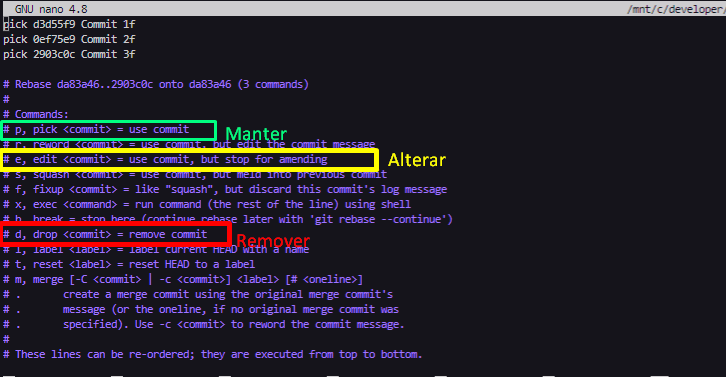 GNU nano 4.8 /mnt/c/developer/
pick d3d55f9 Commit 1f
pick 0ef75e9 Commit 2f
pick 2903c0c Commit 3f
# Rebase da83a46..2903c0c onto da83a46 (3 commands)
#
# Commands:
# p, pick <commit> = use commit
Manter
# r, reword <commit> = use commit, but edit the commit message
# e, edit <commit> = use commit, but stop for amending
Alterar
# s, squash <commit> = use commit, but meld into previous commit
# f, fixup <commit> = like "squash", but discard this commit's log message
# x, exec <command> = run command (the rest of the line) using shell
# b, break = stop here (continue rebase later with 'git rebase --continue')
# d, drop <commit> = remove commit
Remover
# l, label <label> = label current HEAD with a name
# t, reset <label> = reset HEAD to a label
# m, merge [-C <commit> | -c <commit>] <label> [# <oneline>]
# . create a merge commit using the original merge commit's
# . message (or the oneline, if no original merge commit was
# . specified). Use -c <commit> to reword the commit message.
#
# These lines can be re-ordered; they are executed from top to bottom.